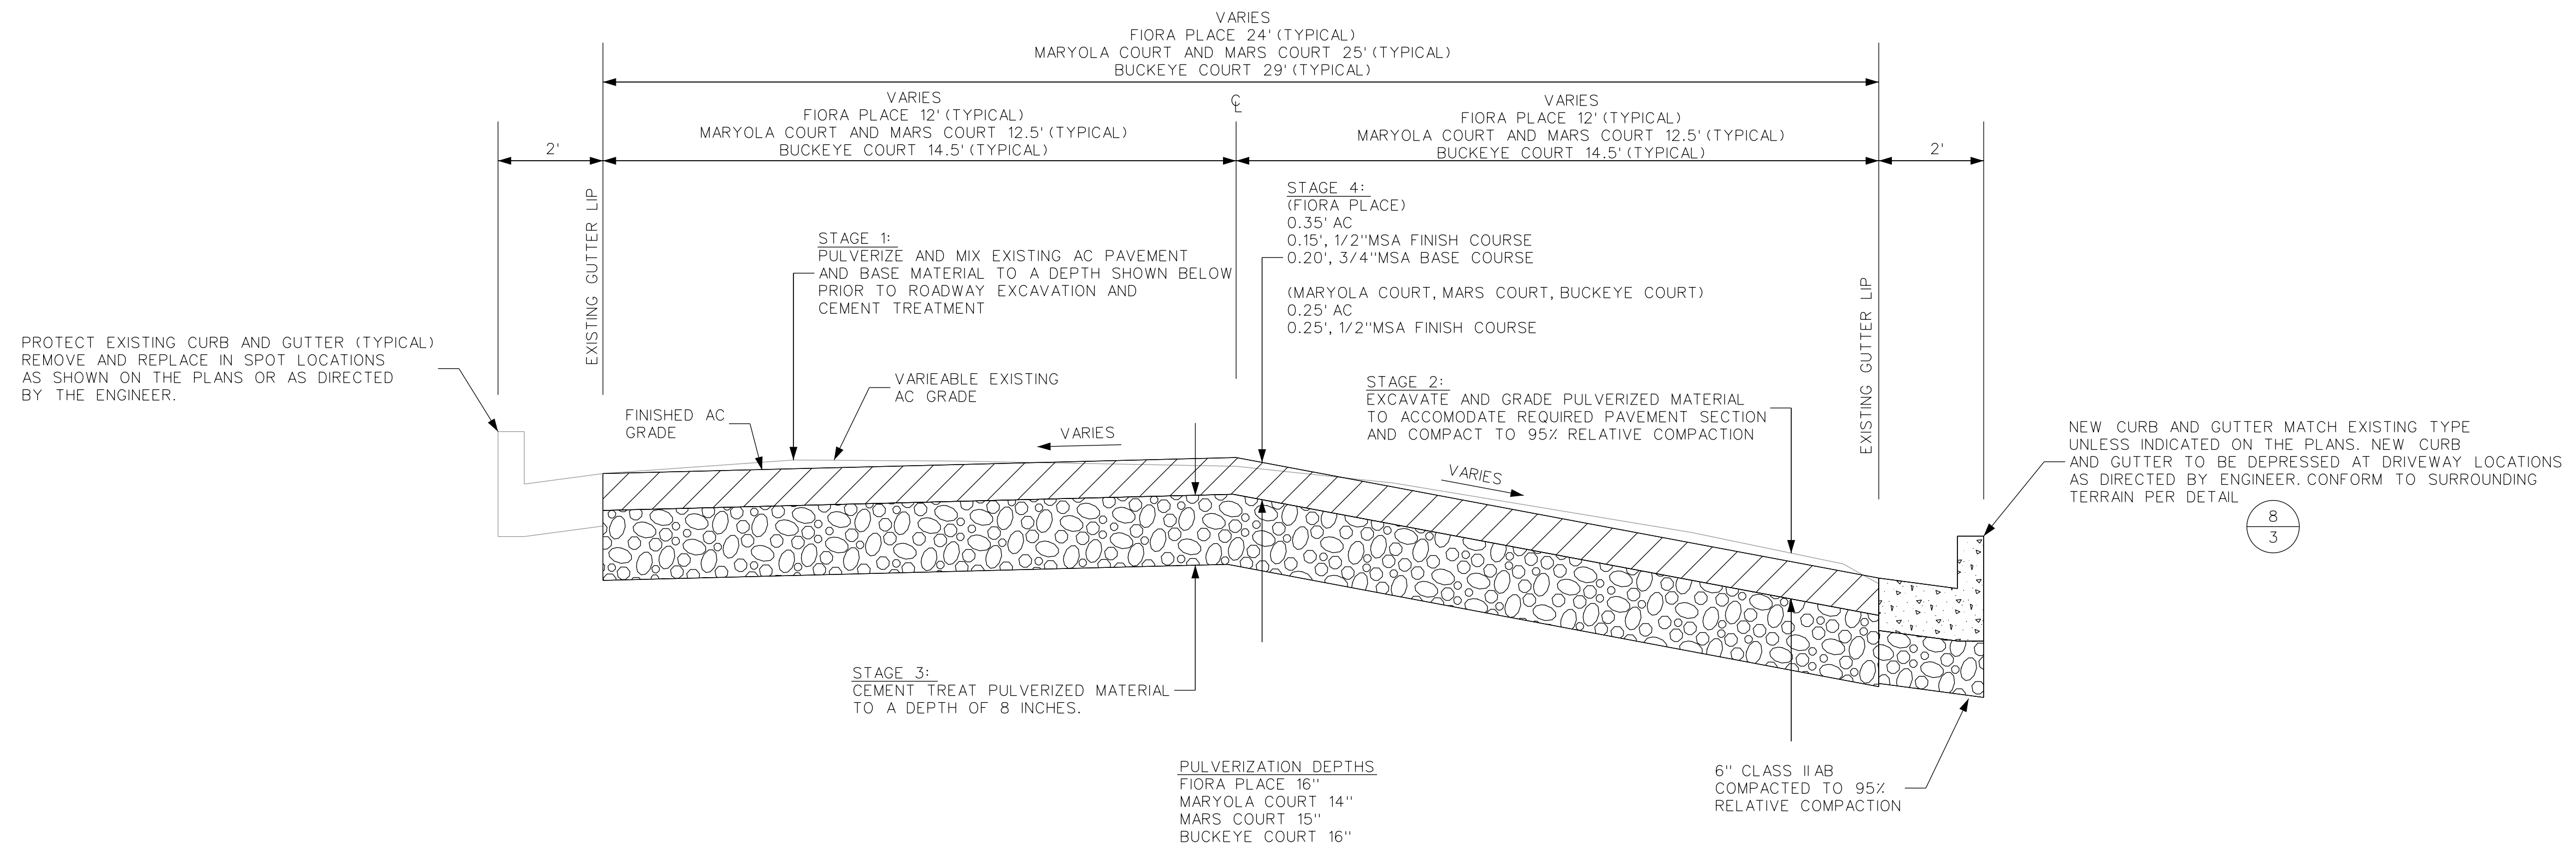 VARIES
FIORA PLACE 24' (TYPICAL)
MARYOLA COURT AND MARS COURT 25' (TYPICAL)
BUCKEYE COURT 29' (TYPICAL)
VARIES
FIORA PLACE 12' (TYPICAL)
MARYOLA COURT AND MARS COURT 12.5' (TYPICAL)
BUCKEYE COURT 14.5' (TYPICAL)
℄
VARIES
FIORA PLACE 12' (TYPICAL)
MARYOLA COURT AND MARS COURT 12.5' (TYPICAL)
BUCKEYE COURT 14.5' (TYPICAL)
2'
2'
EXISTING GUTTER LIP
STAGE 1:
PULVERIZE AND MIX EXISTING AC PAVEMENT
AND BASE MATERIAL TO A DEPTH SHOWN BELOW
PRIOR TO ROADWAY EXCAVATION AND
CEMENT TREATMENT
STAGE 4:
(FIORA PLACE)
0.35' AC
0.15', 1/2"MSA FINISH COURSE
0.20', 3/4"MSA BASE COURSE
(MARYOLA COURT, MARS COURT, BUCKEYE COURT)
0.25' AC
0.25', 1/2"MSA FINISH COURSE
EXISTING GUTTER LIP
PROTECT EXISTING CURB AND GUTTER (TYPICAL)
REMOVE AND REPLACE IN SPOT LOCATIONS
AS SHOWN ON THE PLANS OR AS DIRECTED
BY THE ENGINEER.
VARIEABLE EXISTING
AC GRADE
FINISHED AC
GRADE
VARIES
STAGE 2:
EXCAVATE AND GRADE PULVERIZED MATERIAL
TO ACCOMODATE REQUIRED PAVEMENT SECTION
AND COMPACT TO 95% RELATIVE COMPACTION
VARIES
NEW CURB AND GUTTER MATCH EXISTING TYPE
UNLESS INDICATED ON THE PLANS. NEW CURB
AND GUTTER TO BE DEPRESSED AT DRIVEWAY LOCATIONS
AS DIRECTED BY ENGINEER. CONFORM TO SURROUNDING
TERRAIN PER DETAIL
8
3
STAGE 3:
CEMENT TREAT PULVERIZED MATERIAL
TO A DEPTH OF 8 INCHES.
PULVERIZATION DEPTHS
FIORA PLACE 16"
MARYOLA COURT 14"
MARS COURT 15"
BUCKEYE COURT 16"
6" CLASS II AB
COMPACTED TO 95%
RELATIVE COMPACTION